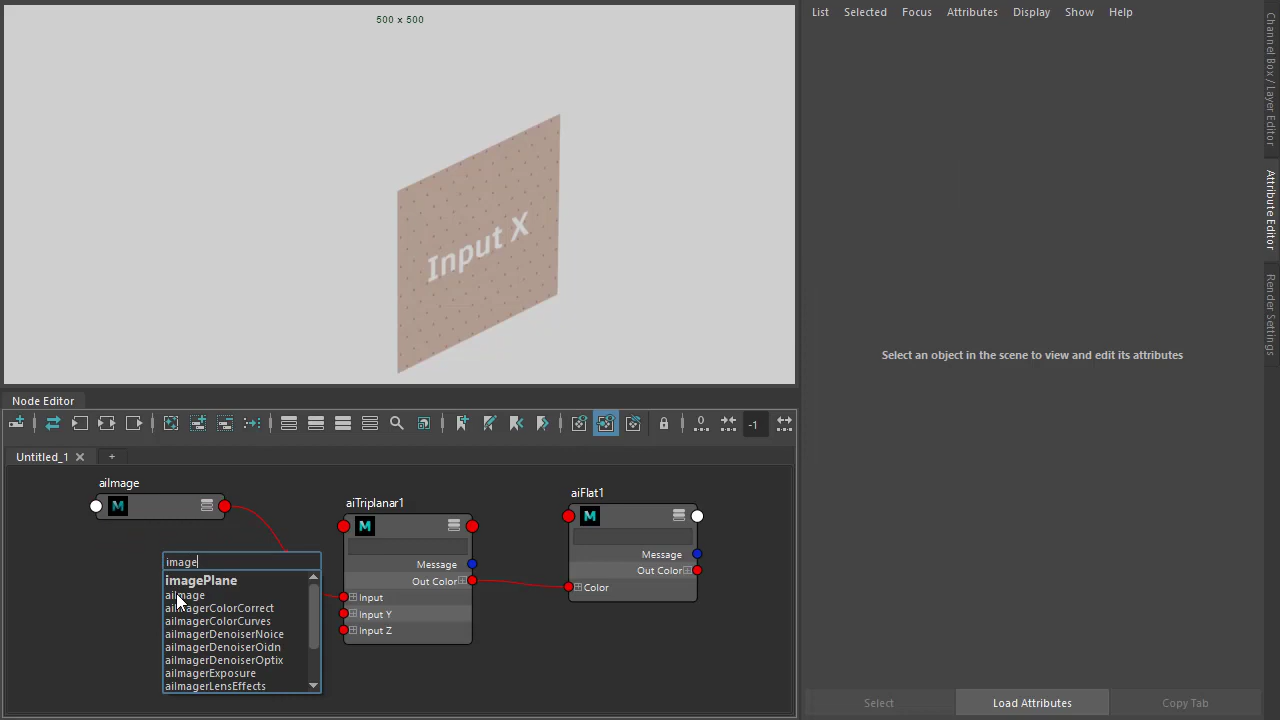 500 x 500
List Selected Focus Attributes Display Show Help
Channel Box / Layer Editor
Attribute Editor
Render Settings
Input X
Select an object in the scene to view and edit its attributes
Node Editor
-1
0
Untitled_1
+
aiImage
aiTriplanar1
aiFlat1
M
M
M
Message
Out Color
Input
Input Y
Input Z
Message
Out Color
Color
image
imagePlane
aiImage
aiImagerColorCorrect
aiImagerColorCurves
aiImagerDenoiserNoice
aiImagerDenoiserOidn
aiImagerDenoiserOptix
aiImagerExposure
aiImagerLensEffects
Select Load Attributes Copy Tab